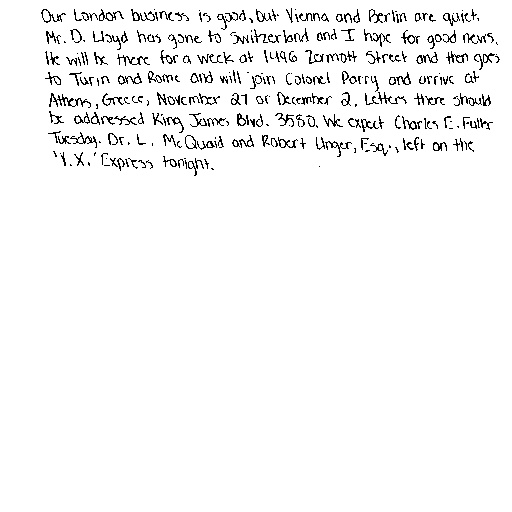 Our London business is good, but Vienna and Berlin are quiet.
Mr. D. Lloyd has gone to Switzerland and I hope for good news.
He will be there for a week at 1496 Zermott Street and then goes
to Turin and Rome and will join Colonel Parry and arrive at
Athens, Greece, November 27 or December 2. Letters there should
be addressed King James Blvd. 3580. We expect Charles E. Fuller
Tuesday. Dr. L. McQuaid and Robert Unger, Esq., left on the
'Y.X.' Express tonight.